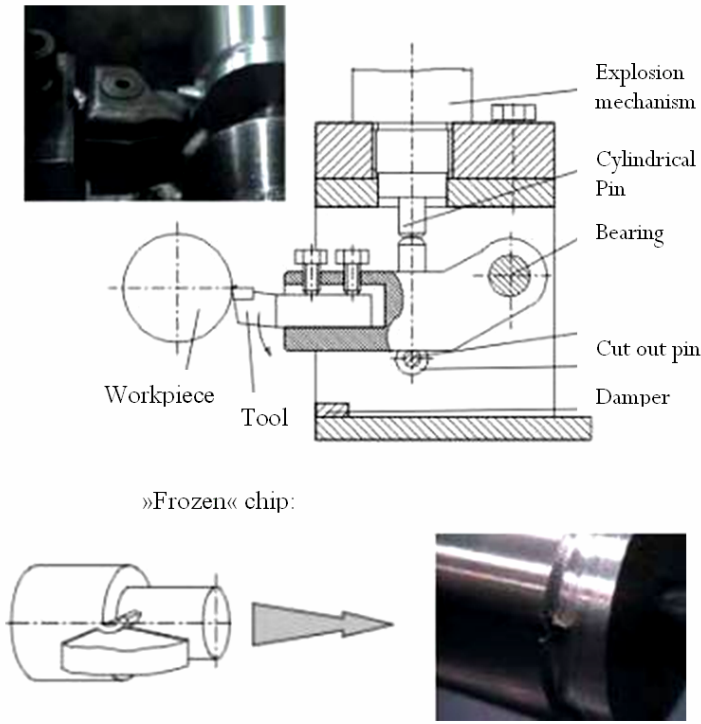 Explosion
mechanism
Cylindrical
Pin
Bearing
Cut out pin
Damper
Workpiece
Tool
»Frozen« chip: